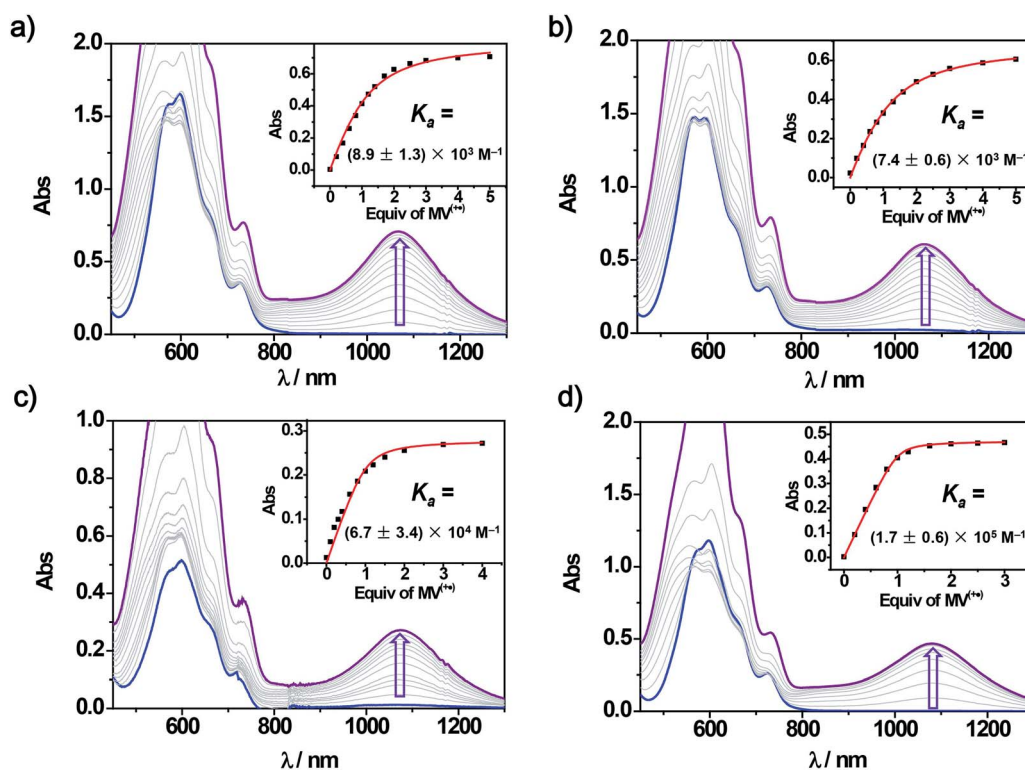 a)
2.0
1.5
1.0
0.5
0.0
Abs
600 800 1000 1200
λ / nm
0.6
0.4
0.2
0.0
Abs
Ka =
(8.9 ± 1.3) × 10³ M⁻¹
0 1 2 3 4 5
Equiv of MV(+•)
b)
2.0
1.5
1.0
0.5
0.0
Abs
600 800 1000 1200
λ / nm
0.6
0.4
0.2
0.0
Abs
Ka =
(7.4 ± 0.6) × 10³ M⁻¹
0 1 2 3 4 5
Equiv of MV(+•)
c)
1.0
0.8
0.6
0.4
0.2
0.0
Abs
600 800 1000 1200
λ / nm
0.3
0.2
0.1
0.0
Abs
Ka =
(6.7 ± 3.4) × 10⁴ M⁻¹
0 1 2 3 4
Equiv of MV(+•)
d)
2.0
1.5
1.0
0.5
0.0
Abs
600 800 1000 1200
λ / nm
0.5
0.4
0.3
0.2
0.1
0.0
Abs
Ka =
(1.7 ± 0.6) × 10⁵ M⁻¹
0 1 2 3
Equiv of MV(+•)